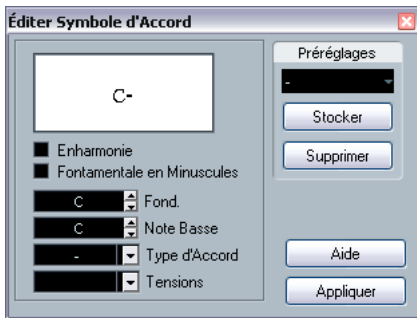 Éditer Symbole d'Accord
C-
Enharmonie
Fontamentale en Minuscules
C Fond.
C Note Basse
- Type d'Accord
Tensions
Préréglages
-
Stocker
Supprimer
Aide
Appliquer